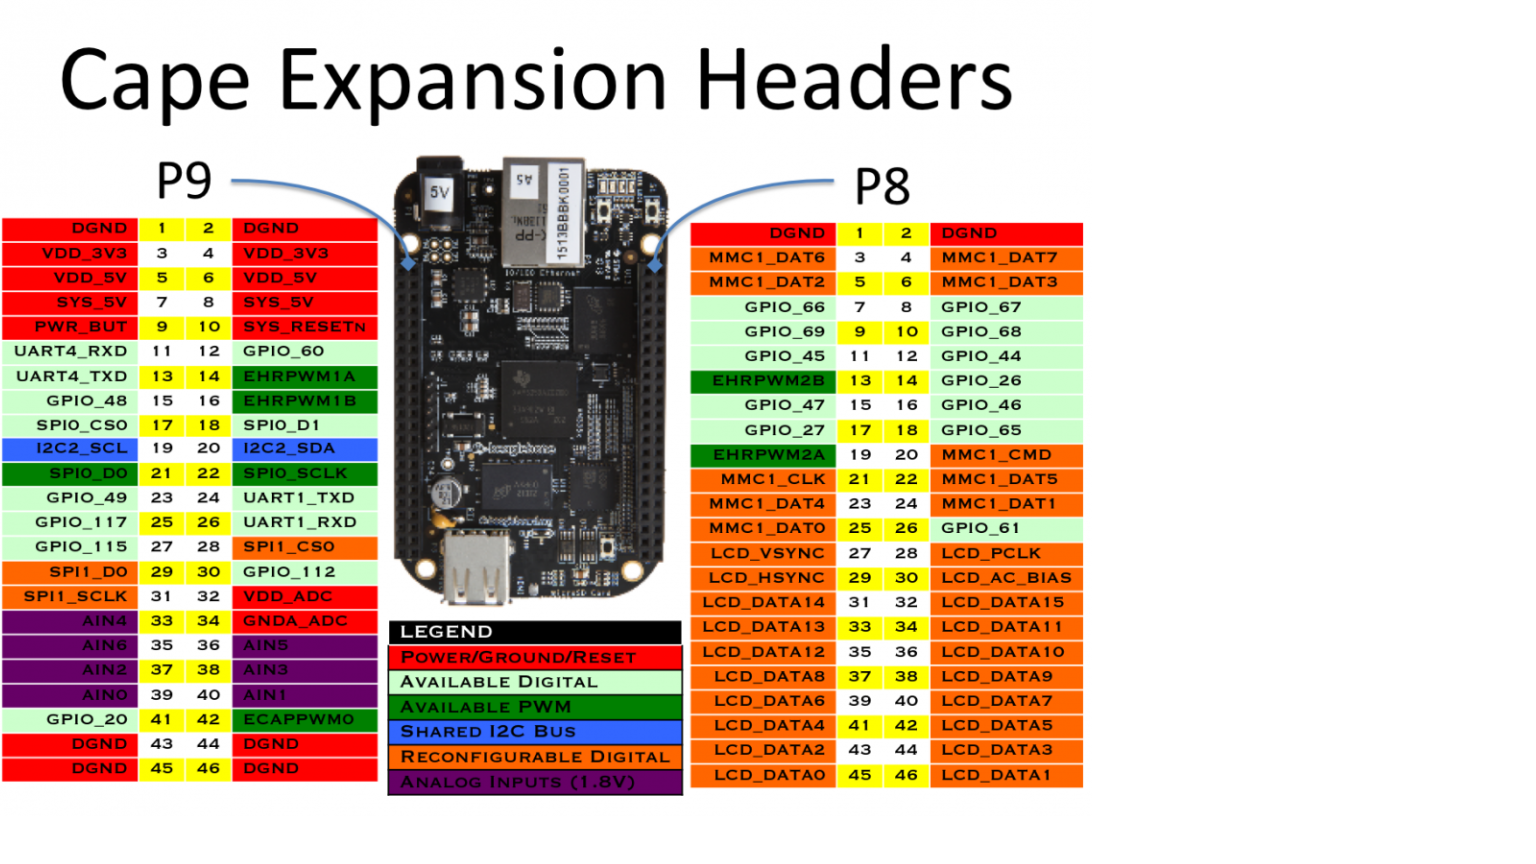 Cape Expansion Headers
P9
P8
DGND 1 2 DGND
VDD_3V3 3 4 VDD_3V3
VDD_5V 5 6 VDD_5V
SYS_5V 7 8 SYS_5V
PWR_BUT 9 10 SYS_RESETN
UART4_RXD 11 12 GPIO_60
UART4_TXD 13 14 EHRPWM1A
GPIO_48 15 16 EHRPWM1B
SPI0_CS0 17 18 SPI0_D1
I2C2_SCL 19 20 I2C2_SDA
SPI0_D0 21 22 SPI0_SCLK
GPIO_49 23 24 UART1_TXD
GPIO_117 25 26 UART1_RXD
GPIO_115 27 28 SPI1_CS0
SPI1_D0 29 30 GPIO_112
SPI1_SCLK 31 32 VDD_ADC
AIN4 33 34 GNDA_ADC
AIN6 35 36 AIN5
AIN2 37 38 AIN3
AIN0 39 40 AIN1
GPIO_20 41 42 ECAPPWM0
DGND 43 44 DGND
DGND 45 46 DGND
5V
A5
1513BBBK0001
10/100 Ethernet
beaglebone
microSD Card
LEGEND
POWER/GROUND/RESET
AVAILABLE DIGITAL
AVAILABLE PWM
SHARED I2C BUS
RECONFIGURABLE DIGITAL
ANALOG INPUTS (1.8V)
DGND 1 2 DGND
MMC1_DAT6 3 4 MMC1_DAT7
MMC1_DAT2 5 6 MMC1_DAT3
GPIO_66 7 8 GPIO_67
GPIO_69 9 10 GPIO_68
GPIO_45 11 12 GPIO_44
EHRPWM2B 13 14 GPIO_26
GPIO_47 15 16 GPIO_46
GPIO_27 17 18 GPIO_65
EHRPWM2A 19 20 MMC1_CMD
MMC1_CLK 21 22 MMC1_DAT5
MMC1_DAT4 23 24 MMC1_DAT1
MMC1_DAT0 25 26 GPIO_61
LCD_VSYNC 27 28 LCD_PCLK
LCD_HSYNC 29 30 LCD_AC_BIAS
LCD_DATA14 31 32 LCD_DATA15
LCD_DATA13 33 34 LCD_DATA11
LCD_DATA12 35 36 LCD_DATA10
LCD_DATA8 37 38 LCD_DATA9
LCD_DATA6 39 40 LCD_DATA7
LCD_DATA4 41 42 LCD_DATA5
LCD_DATA2 43 44 LCD_DATA3
LCD_DATA0 45 46 LCD_DATA1